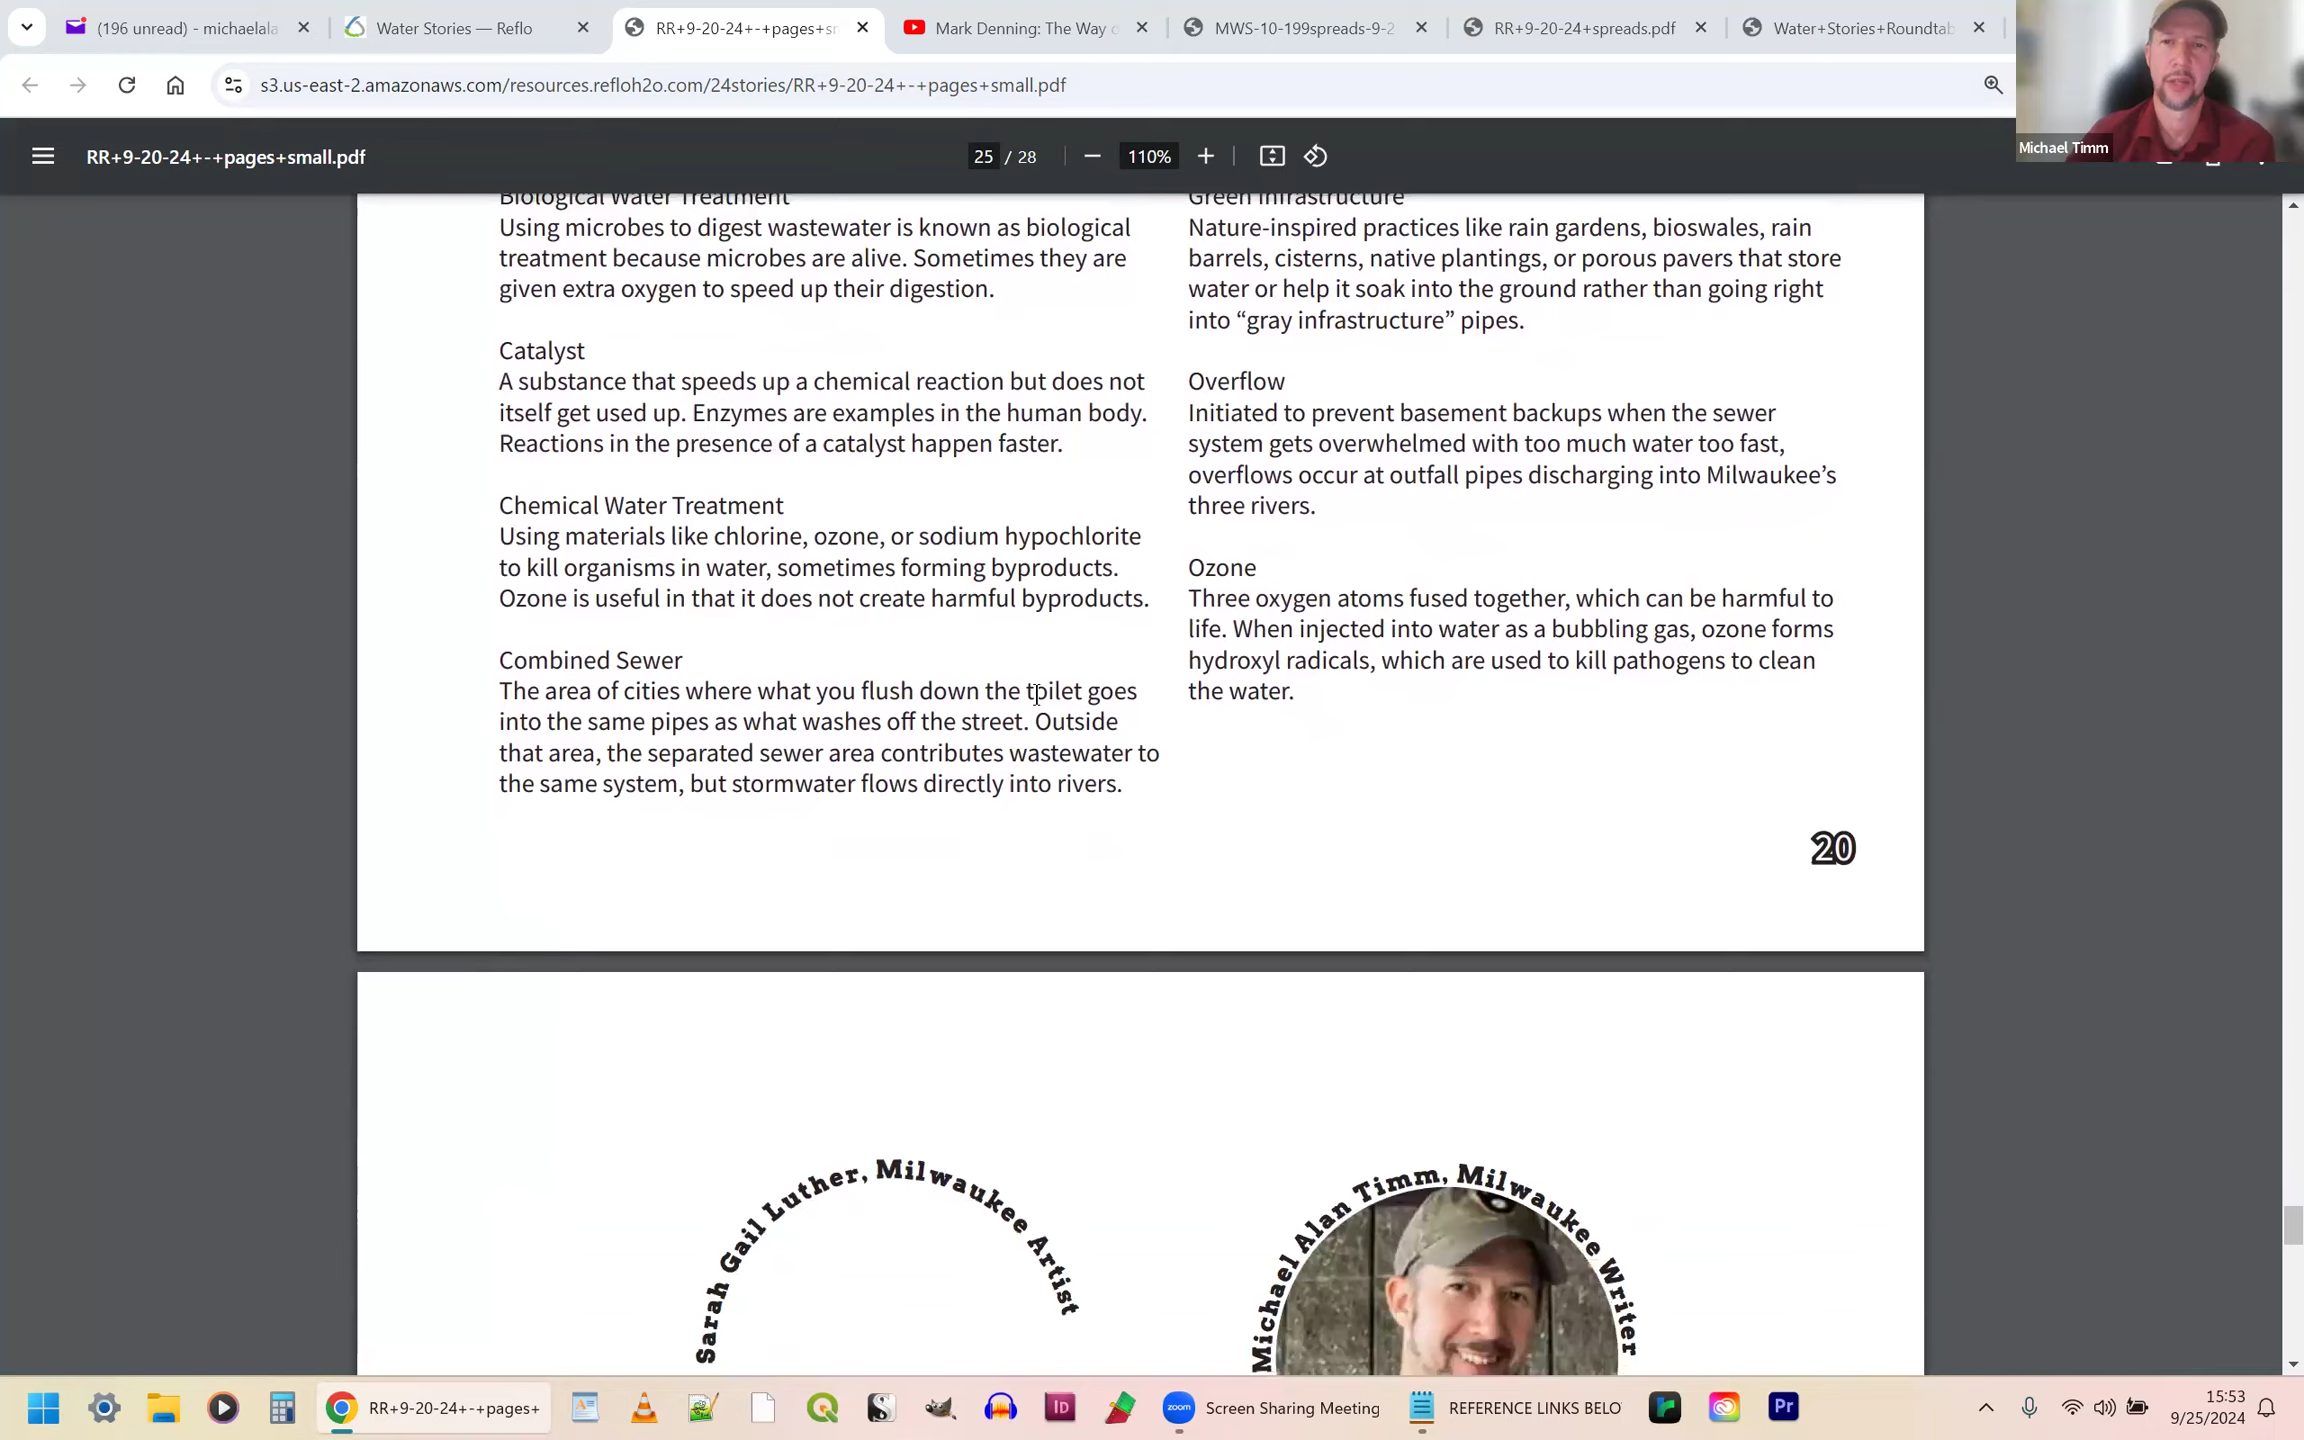 (196 unread) - michaelala
Water Stories — Reflo
RR+9-20-24+-+pages+sm
Mark Denning: The Way o
MWS-10-199spreads-9-2
RR+9-20-24+spreads.pdf
Water+Stories+Roundtab
s3.us-east-2.amazonaws.com/resources.refloh2o.com/24stories/RR+9-20-24+-+pages+small.pdf
Michael Timm
RR+9-20-24+-+pages+small.pdf
25 / 28
110%
Biological Water Treatment
Using microbes to digest wastewater is known as biological
treatment because microbes are alive. Sometimes they are
given extra oxygen to speed up their digestion.
Catalyst
A substance that speeds up a chemical reaction but does not
itself get used up. Enzymes are examples in the human body.
Reactions in the presence of a catalyst happen faster.
Chemical Water Treatment
Using materials like chlorine, ozone, or sodium hypochlorite
to kill organisms in water, sometimes forming byproducts.
Ozone is useful in that it does not create harmful byproducts.
Combined Sewer
The area of cities where what you flush down the toilet goes
into the same pipes as what washes off the street. Outside
that area, the separated sewer area contributes wastewater to
the same system, but stormwater flows directly into rivers.
Green Infrastructure
Nature-inspired practices like rain gardens, bioswales, rain
barrels, cisterns, native plantings, or porous pavers that store
water or help it soak into the ground rather than going right
into “gray infrastructure” pipes.
Overflow
Initiated to prevent basement backups when the sewer
system gets overwhelmed with too much water too fast,
overflows occur at outfall pipes discharging into Milwaukee’s
three rivers.
Ozone
Three oxygen atoms fused together, which can be harmful to
life. When injected into water as a bubbling gas, ozone forms
hydroxyl radicals, which are used to kill pathogens to clean
the water.
20
Sarah Gail Luther, Milwaukee Artist
Michael Alan Timm, Milwaukee Writer
RR+9-20-24+-+pages+
ID
zoom
Screen Sharing Meeting
REFERENCE LINKS BELO
Pr
15:53
9/25/2024